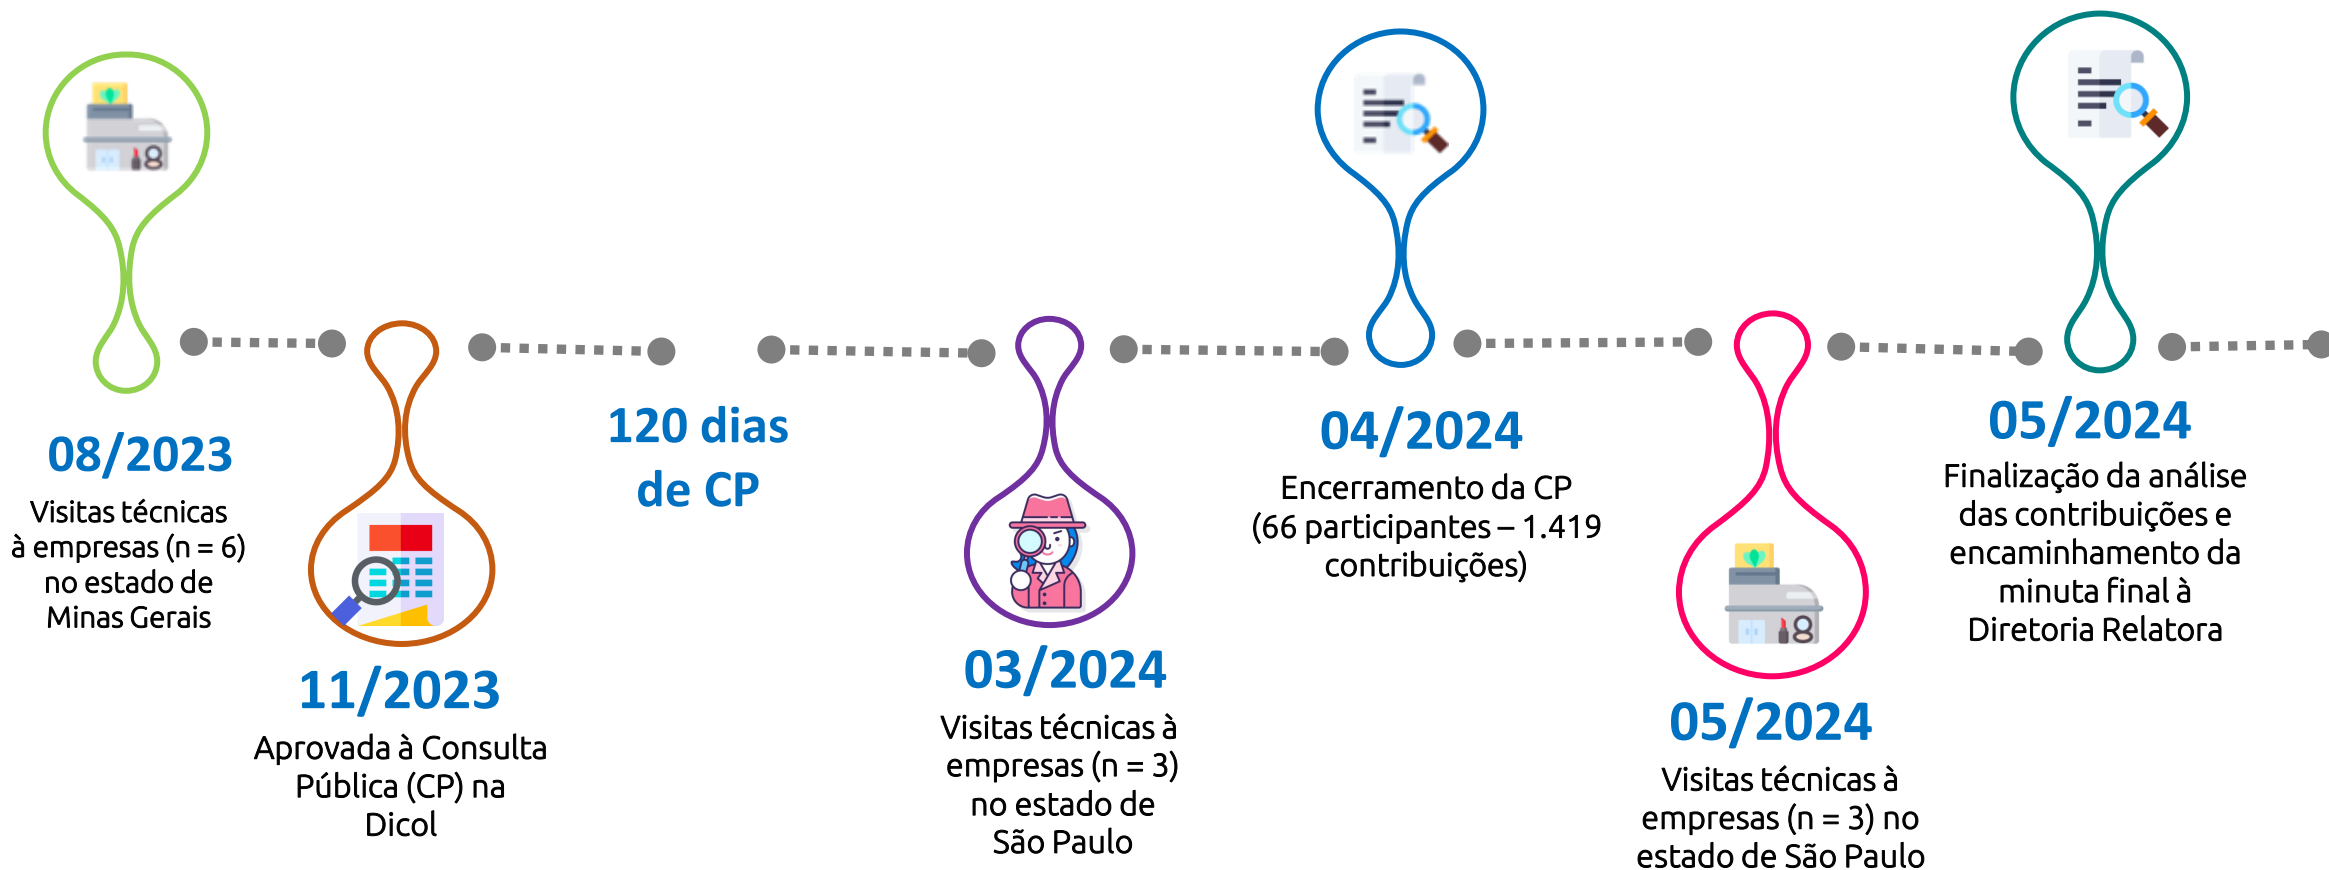 08/2023
Visitas técnicas
à empresas (n = 6)
no estado de
Minas Gerais
11/2023
Aprovada à Consulta
Pública (CP) na
Dicol
120 dias
de CP
03/2024
Visitas técnicas à
empresas (n = 3)
no estado de
São Paulo
04/2024
Encerramento da CP
(66 participantes – 1.419
contribuições)
05/2024
Visitas técnicas à
empresas (n = 3) no
estado de São Paulo
05/2024
Finalização da análise
das contribuições e
encaminhamento da
minuta final à
Diretoria Relatora